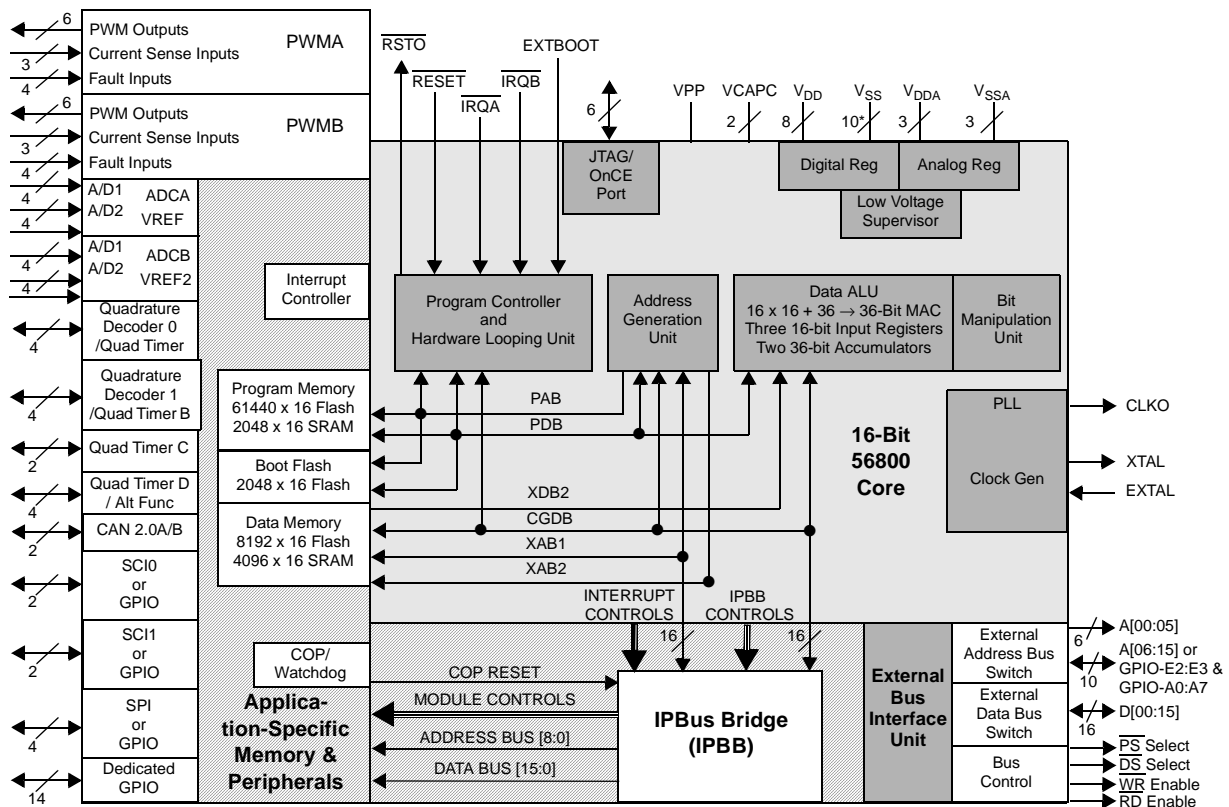 6
PWM Outputs
PWMA
Current Sense Inputs
3
Fault Inputs
4
6
PWM Outputs
PWMB
Current Sense Inputs
3
Fault Inputs
4
A/D1
ADCA
4
A/D2
VREF
4
A/D1
ADCB
4
A/D2
VREF2
4
Quadrature
Decoder 0
/Quad Timer
4
Quadrature
Decoder 1
/Quad Timer B
4
Quad Timer C
2
Quad Timer D
/ Alt Func
4
CAN 2.0A/B
2
SCI0
or
GPIO
2
SCI1
or
GPIO
2
SPI
or
GPIO
4
Dedicated
GPIO
14
RSTO
RESET
IRQA
IRQB
EXTBOOT
6
VPP
VCAPC
2
VDD
8
VSS
10*
VDDA
3
VSSA
3
JTAG/
OnCE
Port
Digital Reg
Analog Reg
Low Voltage
Supervisor
Interrupt
Controller
Program Controller
and
Hardware Looping Unit
Address
Generation
Unit
Data ALU
16 x 16 + 36 → 36-Bit MAC
Three 16-bit Input Registers
Two 36-bit Accumulators
Bit
Manipulation
Unit
Program Memory
61440 x 16 Flash
2048 x 16 SRAM
Boot Flash
2048 x 16 Flash
Data Memory
8192 x 16 Flash
4096 x 16 SRAM
PAB
PDB
XDB2
CGDB
XAB1
XAB2
16-Bit
56800
Core
PLL
Clock Gen
CLKO
XTAL
EXTAL
INTERRUPT
CONTROLS
16
IPBB
CONTROLS
16
COP/
Watchdog
COP RESET
MODULE CONTROLS
ADDRESS BUS [8:0]
DATA BUS [15:0]
Applica-
tion-Specific
Memory &
Peripherals
IPBus Bridge
(IPBB)
External
Bus
Interface
Unit
External
Address Bus
Switch
External
Data Bus
Switch
Bus
Control
A[00:05]
6
A[06:15] or
GPIO-E2:E3 &
GPIO-A0:A7
10
D[00:15]
16
PS Select
DS Select
WR Enable
RD Enable